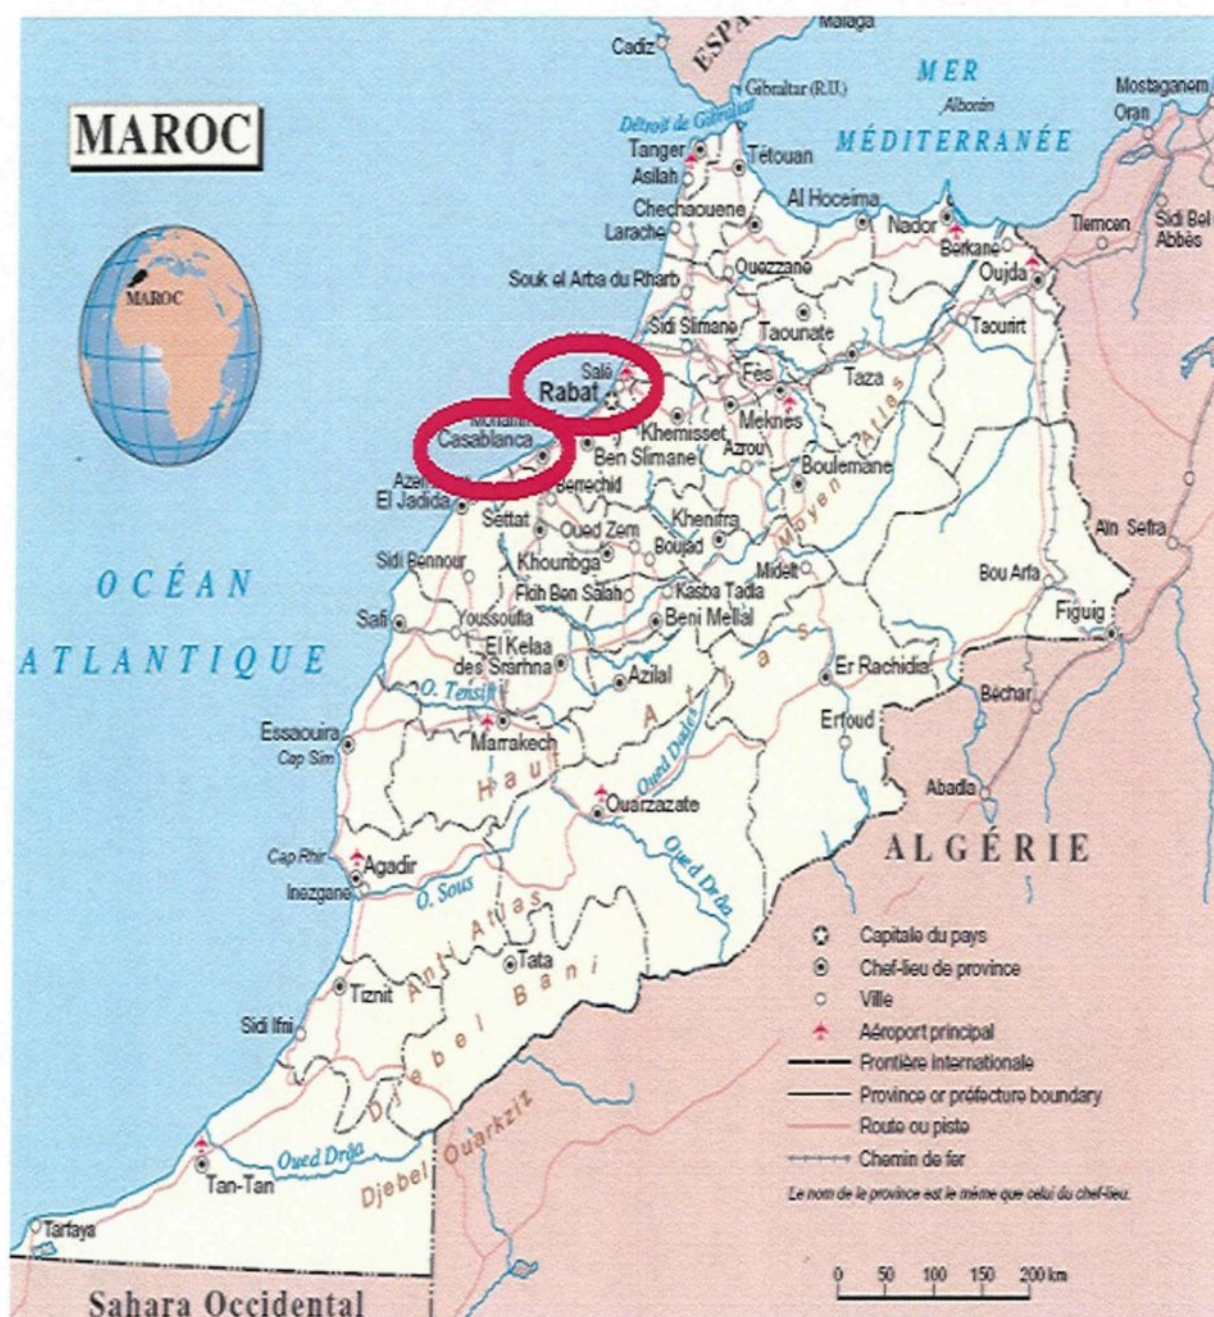 Malaga
Cadiz
MER
MAROC
Gibraltar (R.U.)
Mostaganem
Alborán
Oran
Détroit de Gibraltar
MÉDITERRANÉE
Tanger
Tétouan
Asilah
Al Hoceima
Chechaouene
Nador
Larache
Tlemcen
Sidi Bel
Abbès
Berkane
Ouezzane
Oujda
Souk el Arba du Rharb
MAROC
Sidi Slimane
Taounate
Taourirt
Salé
Fès
Taza
Rabat
Meknès
Khemisset
Casablanca
Azrou
Ben Slimane
Boulemane
Moyen Atlas
El Jadida
Berrechid
Settat
Oued Zem
Khenifra
Aïn Sefra
Boujad
Khouribga
Sidi Bennour
Midelt
Bou Arfa
OCÉAN
Fkih Ben Salah
Kasba Tadla
Figuig
Safi
Youssoufia
Beni Mellal
El Kelaa
des Srarhna
ATLANTIQUE
Er Rachidia
Azilal
O. Tensift
Béchar
Essaouira
Marrakech
Erfoud
Cap Sim
Haut Atlas
Oued Dadès
Abadla
Ouarzazate
ALGÉRIE
Cap Rhir
Agadir
Oued Drâa
Inezgane
O. Sous
Anti Atlas
Capitale du pays
Tata
Chef-lieu de province
Djebel Bani
Tiznit
Ville
Sidi Ifni
Aéroport principal
Frontière internationale
Province or préfecture boundary
Route ou piste
Oued Drâa
Chemin de fer
Djebel Ouarkziz
Tan-Tan
Le nom de la province est le même que celui du chef-lieu.
Tarfaya
0 50 100 150 200 km
Sahara Occidental